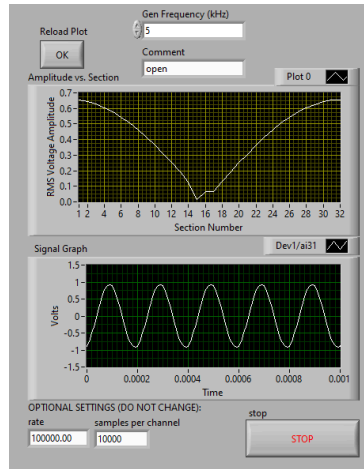 Gen Frequency (kHz)
Reload Plot
5
OK
Comment
open
Amplitude vs. Section
Plot 0
RMS Voltage Amplitude
0.7
0.6
0.5
0.4
0.3
0.2
0.1
0.0
1 2 4 6 8 10 12 14 16 18 20 22 24 26 28 30 32
Section Number
Signal Graph
Dev1/ai31
Volts
1.5
1
0.5
0
-0.5
-1
-1.5
0 0.0002 0.0004 0.0006 0.0008 0.001
Time
OPTIONAL SETTINGS (DO NOT CHANGE):
rate samples per channel
100000.00 10000
stop
STOP